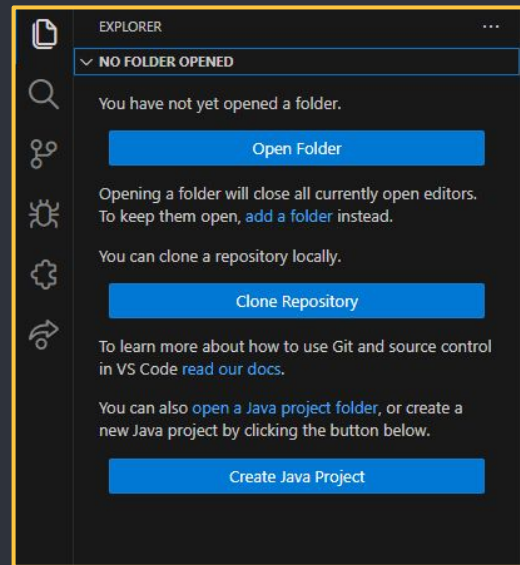 EXPLORER
NO FOLDER OPENED
You have not yet opened a folder.
Open Folder
Opening a folder will close all currently open editors.
To keep them open, add a folder instead.
You can clone a repository locally.
Clone Repository
To learn more about how to use Git and source control
in VS Code read our docs.
You can also open a Java project folder, or create a
new Java project by clicking the button below.
Create Java Project